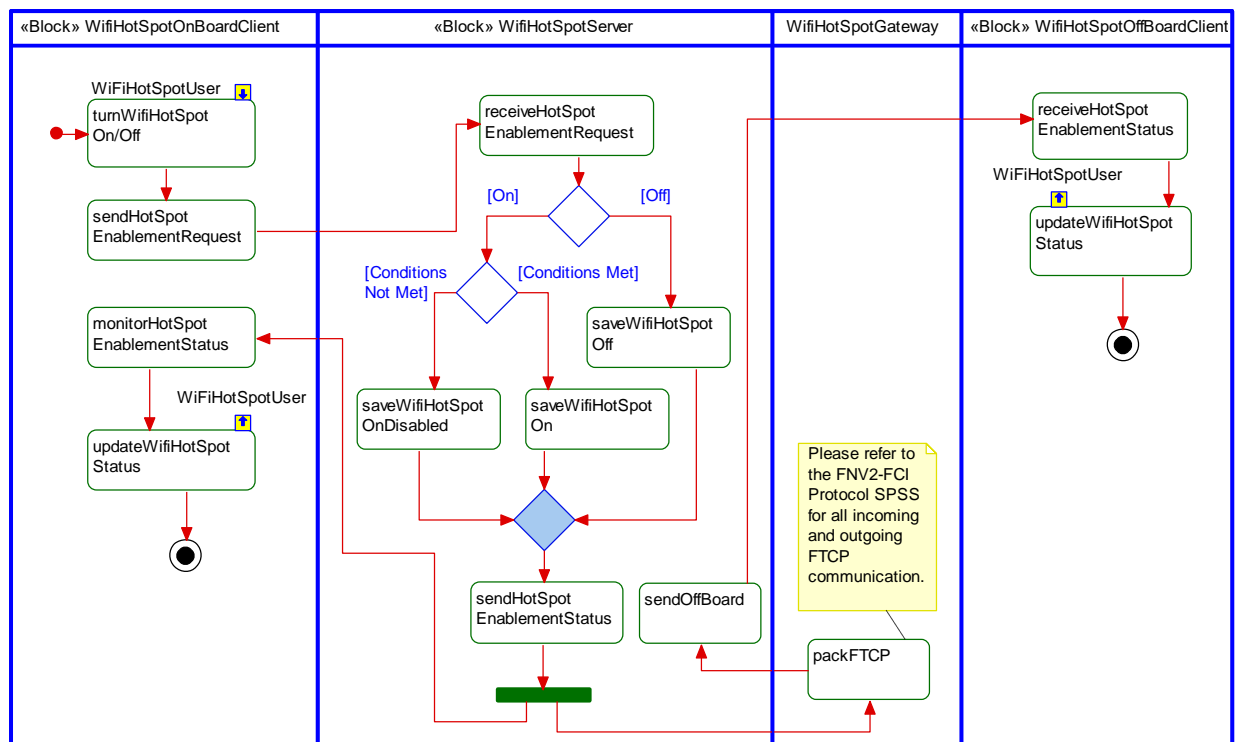 «Block» WifiHotSpotOnBoardClient
«Block» WifiHotSpotServer
WifiHotSpotGateway
«Block» WifiHotSpotOffBoardClient
WiFiHotSpotUser
turnWifiHotSpot
On/Off
sendHotSpot
EnablementRequest
monitorHotSpot
EnablementStatus
WiFiHotSpotUser
updateWifiHotSpot
Status
receiveHotSpot
EnablementRequest
[On]
[Off]
[Conditions
Not Met]
[Conditions Met]
saveWifiHotSpot
Off
saveWifiHotSpot
OnDisabled
saveWifiHotSpot
On
sendHotSpot
EnablementStatus
sendOffBoard
Please refer to
the FNV2-FCI
Protocol SPSS
for all incoming
and outgoing
FTCP
communication.
packFTCP
receiveHotSpot
EnablementStatus
WiFiHotSpotUser
updateWifiHotSpot
Status